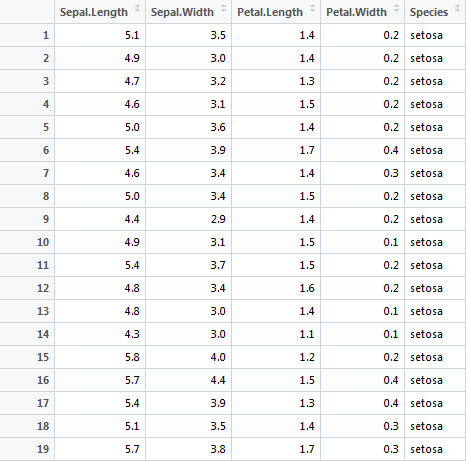 Sepal.Length Sepal.Width Petal.Length Petal.Width Species
1 5.1 3.5 1.4 0.2 setosa
2 4.9 3.0 1.4 0.2 setosa
3 4.7 3.2 1.3 0.2 setosa
4 4.6 3.1 1.5 0.2 setosa
5 5.0 3.6 1.4 0.2 setosa
6 5.4 3.9 1.7 0.4 setosa
7 4.6 3.4 1.4 0.3 setosa
8 5.0 3.4 1.5 0.2 setosa
9 4.4 2.9 1.4 0.2 setosa
10 4.9 3.1 1.5 0.1 setosa
11 5.4 3.7 1.5 0.2 setosa
12 4.8 3.4 1.6 0.2 setosa
13 4.8 3.0 1.4 0.1 setosa
14 4.3 3.0 1.1 0.1 setosa
15 5.8 4.0 1.2 0.2 setosa
16 5.7 4.4 1.5 0.4 setosa
17 5.4 3.9 1.3 0.4 setosa
18 5.1 3.5 1.4 0.3 setosa
19 5.7 3.8 1.7 0.3 setosa